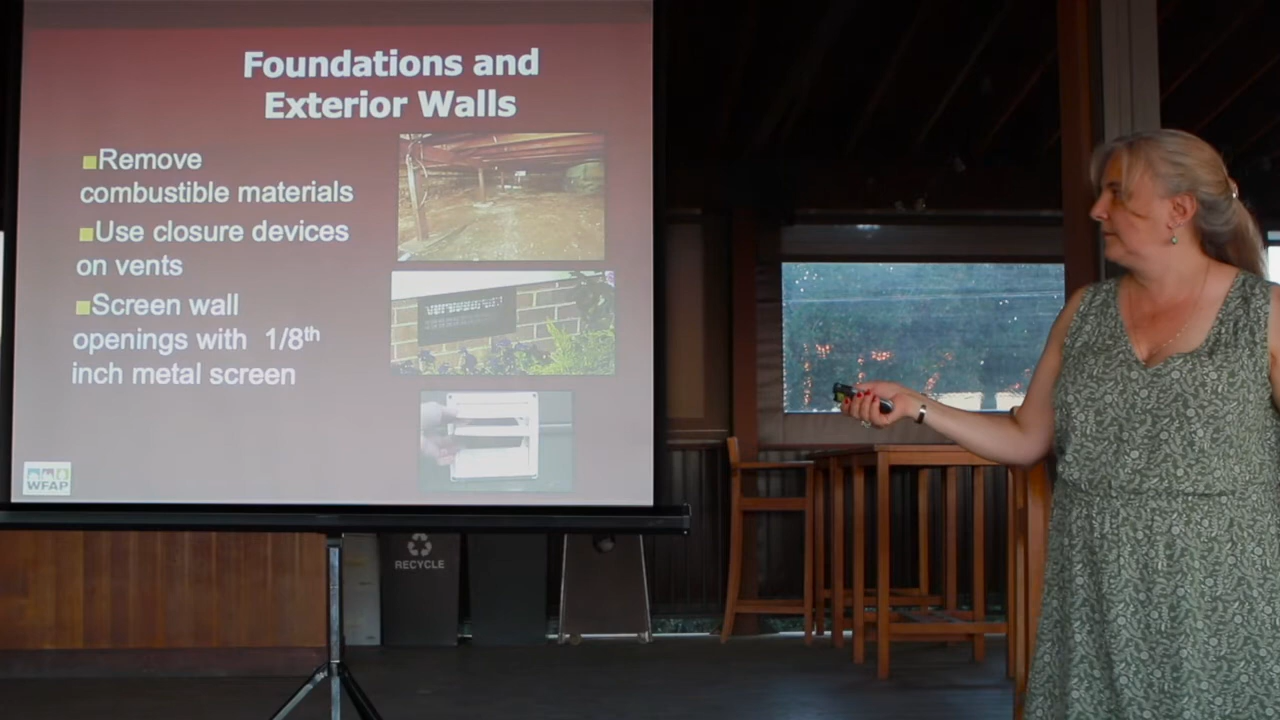 Foundations and
Exterior Walls
Remove
combustible materials
Use closure devices
on vents
Screen wall
openings with 1/8th
inch metal screen
WFAP
RECYCLE